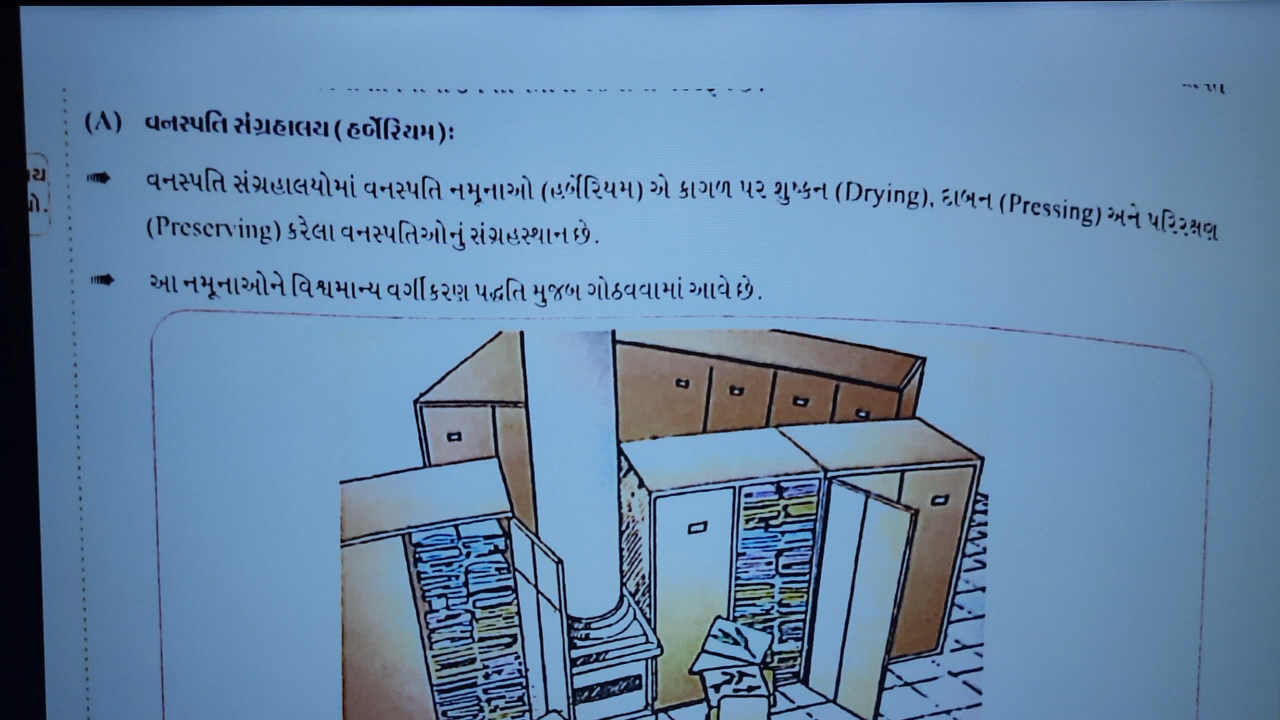 (A) વનસ્પતિ સંગ્રહાલય (હર્બેરિયમ):
વનસ્પતિ સંગ્રહાલયોમાં વનસ્પતિ નમૂનાઓ (હર્બેરિયમ) એ કાગળ પર શુષ્કન (Drying), દાબન (Pressing) અને પરિરક્ષણ
(Preserving) કરેલા વનસ્પતિઓનું સંગ્રહસ્થાન છે.
આ નમૂનાઓને વિશ્વમાન્ય વર્ગીકરણ પદ્ધતિ મુજબ ગોઠવવામાં આવે છે.